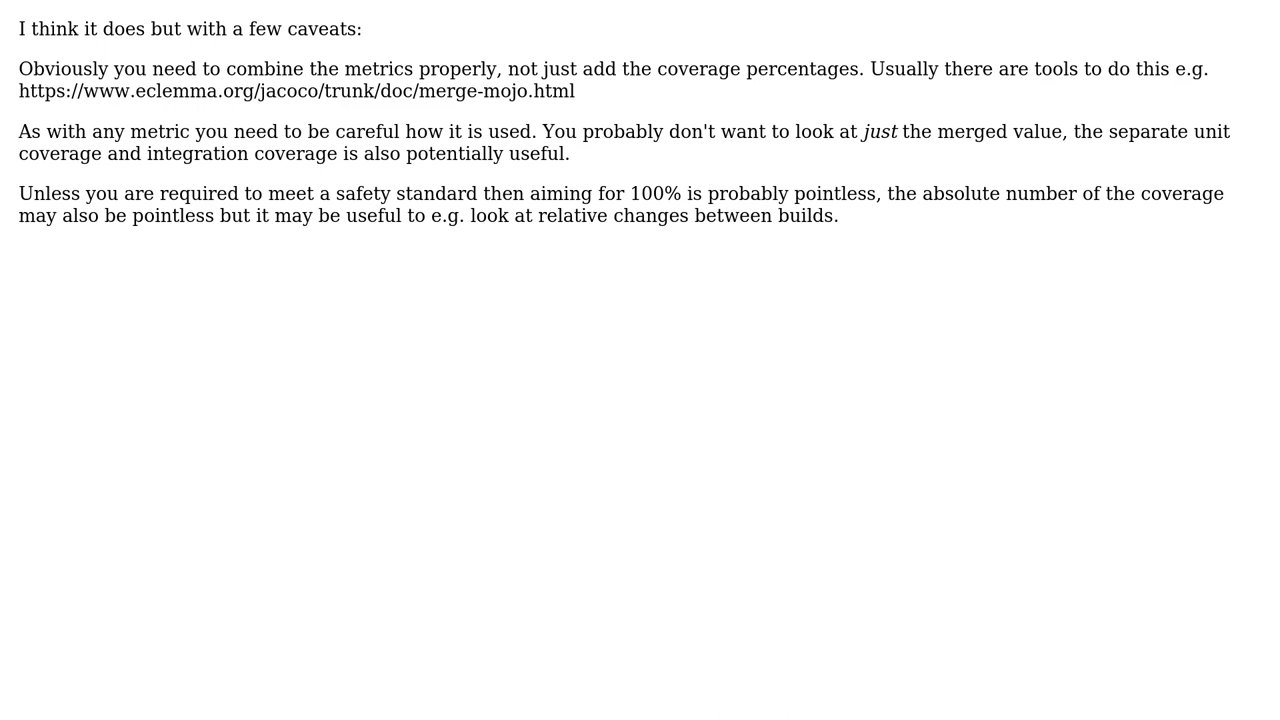 I think it does but with a few caveats:
Obviously you need to combine the metrics properly, not just add the coverage percentages. Usually there are tools to do this e.g.
https://www.eclemma.org/jacoco/trunk/doc/merge-mojo.html
As with any metric you need to be careful how it is used. You probably don't want to look at just the merged value, the separate unit
coverage and integration coverage is also potentially useful.
Unless you are required to meet a safety standard then aiming for 100% is probably pointless, the absolute number of the coverage
may also be pointless but it may be useful to e.g. look at relative changes between builds.